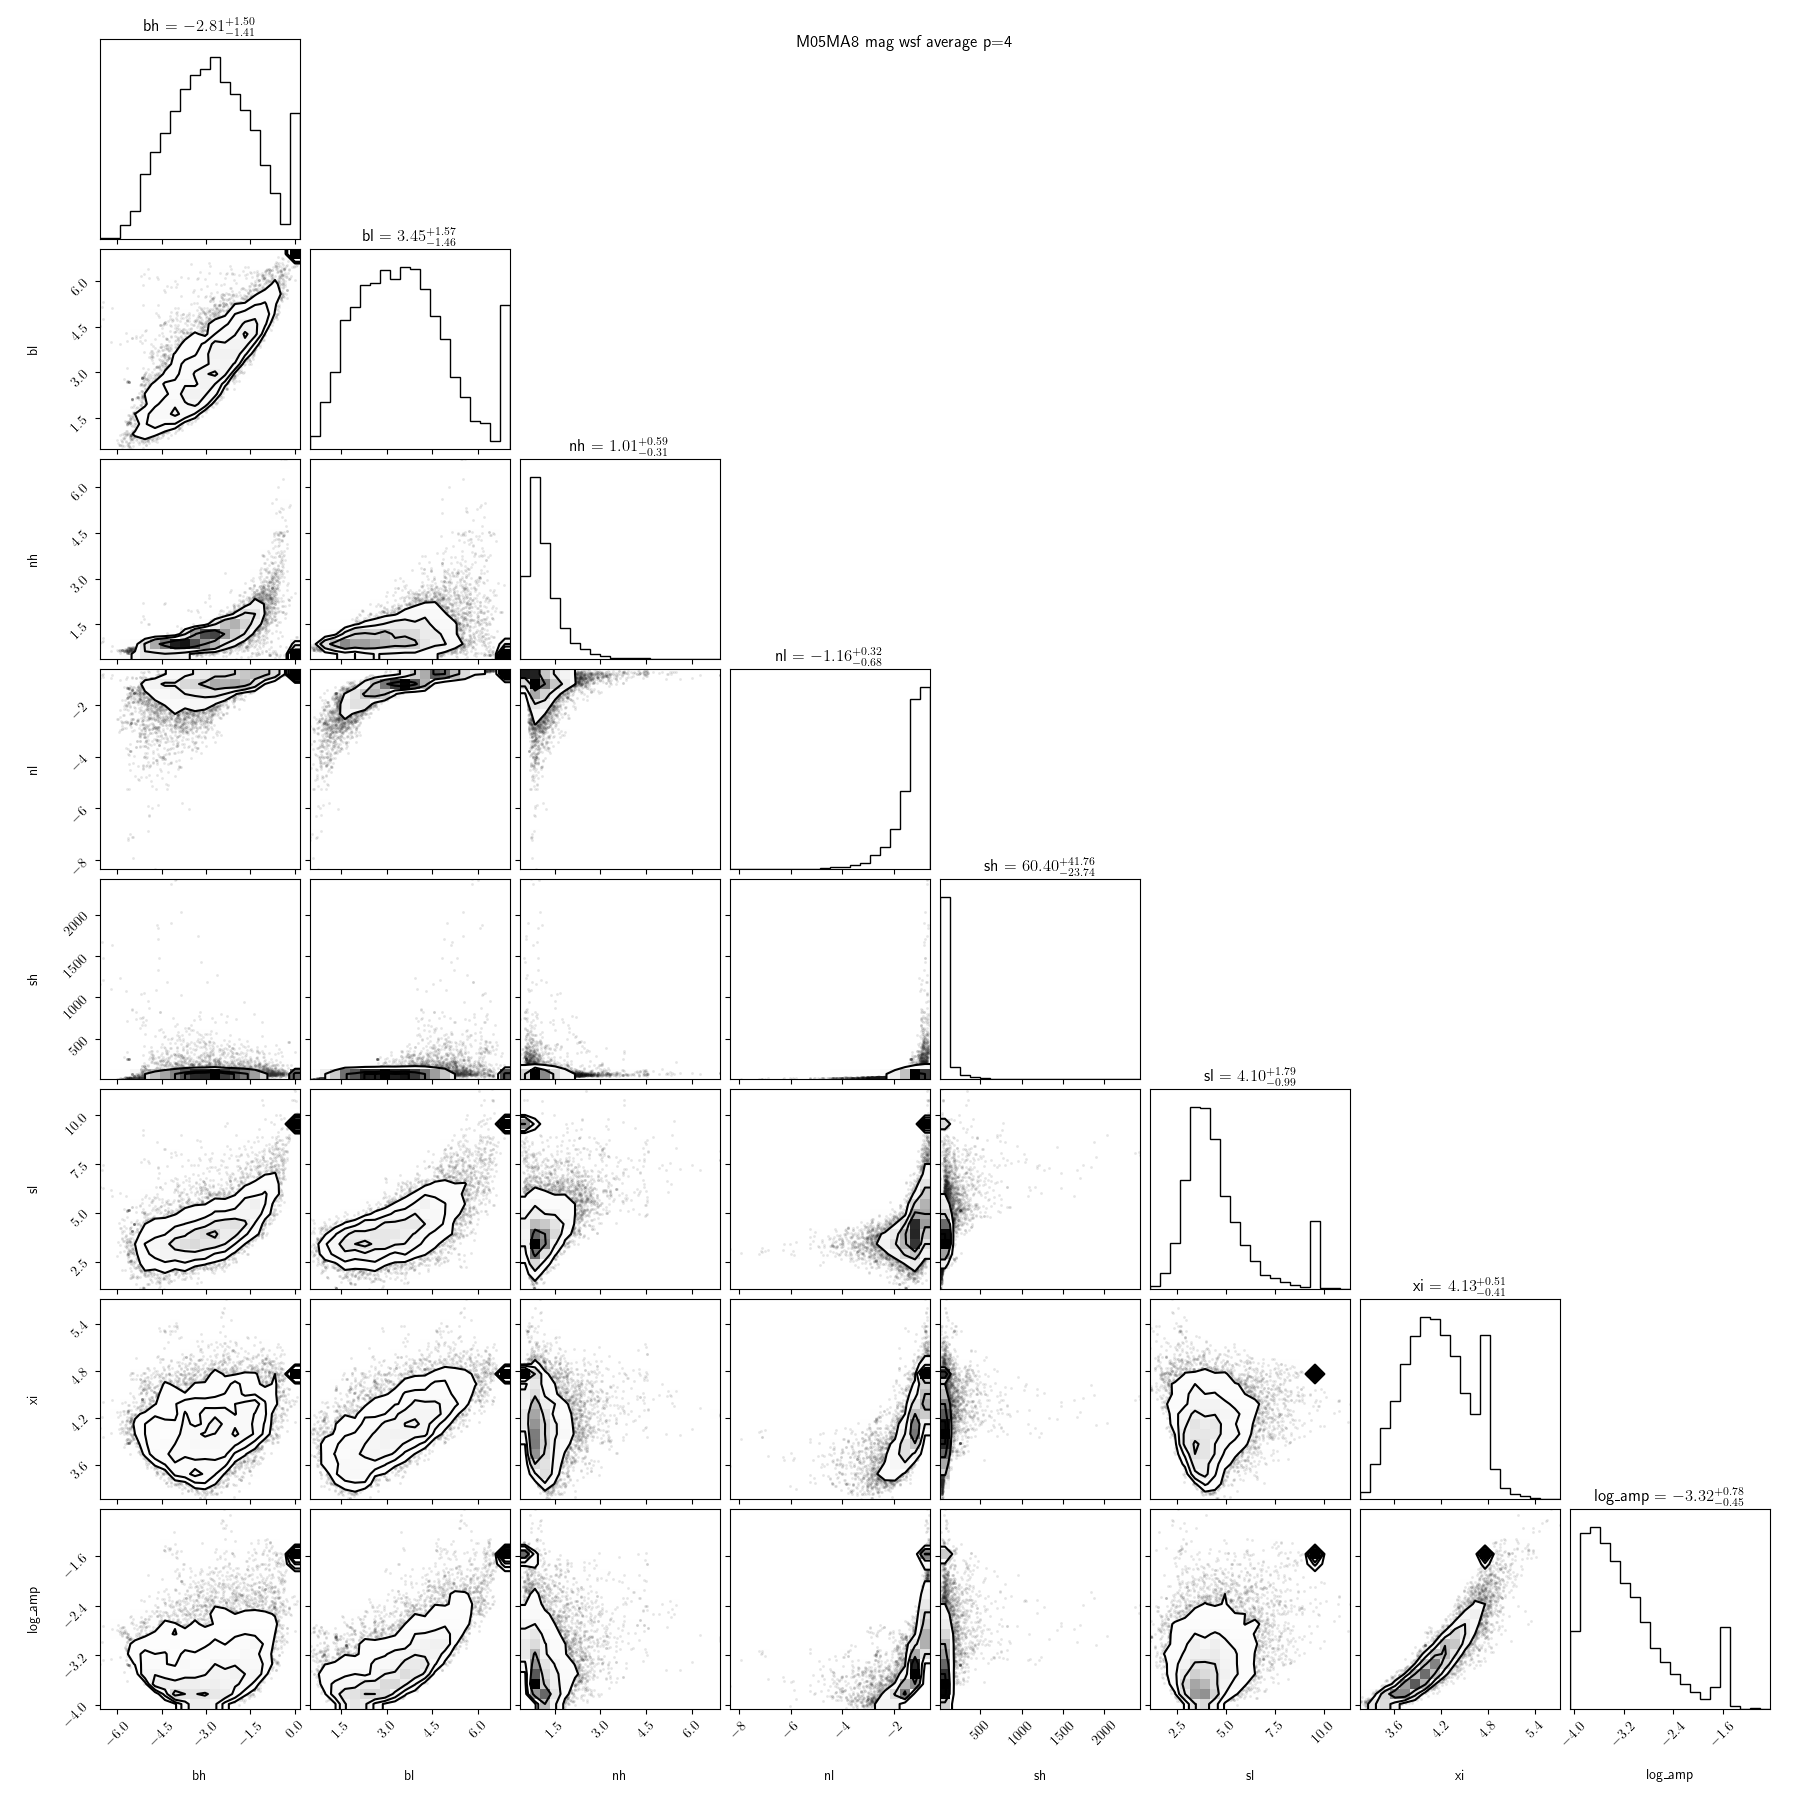 M05MA8 mag wsf average p=4
bh = −2.81+1.50−1.41
bl = 3.45+1.57−1.46
bl
6.0
4.5
3.0
1.5
nh = 1.01+0.59−0.31
nh
6.0
4.5
3.0
1.5
nl = −1.16+0.32−0.68
nl
−2
−4
−6
−8
sh = 60.40+41.76−23.74
sh
2000
1500
1000
500
sl = 4.10+1.79−0.99
sl
10.0
7.5
5.0
2.5
xi = 4.13+0.51−0.41
xi
5.4
4.8
4.2
3.6
log_amp = −3.32+0.78−0.45
log_amp
−1.6
−2.4
−3.2
−4.0
−6.0 −4.5 −3.0 −1.5 0.0
1.5 3.0 4.5 6.0
1.5 3.0 4.5 6.0
−8 −6 −4 −2
500 1000 1500 2000
2.5 5.0 7.5 10.0
3.6 4.2 4.8 5.4
−4.0 −3.2 −2.4 −1.6
bh bl nh nl sh sl xi log_amp